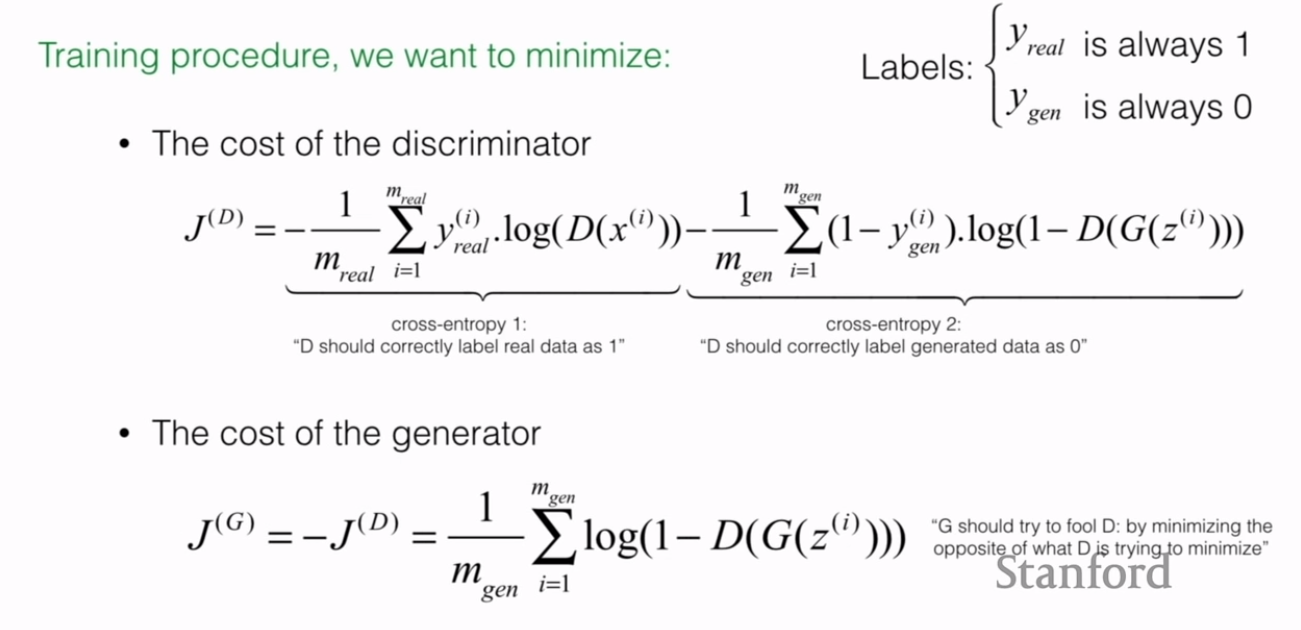 Training procedure, we want to minimize:
Labels: { y_real is always 1
y_gen is always 0
• The cost of the discriminator
J^(D) = −1/m_real ∑_{i=1}^{m_real} y_real^(i).log(D(x^(i)))−1/m_gen ∑_{i=1}^{m_gen} (1−y_gen^(i)).log(1−D(G(z^(i))))
cross-entropy 1:
“D should correctly label real data as 1”
cross-entropy 2:
“D should correctly label generated data as 0”
• The cost of the generator
J^(G) = −J^(D) = 1/m_gen ∑_{i=1}^{m_gen} log(1−D(G(z^(i))))
“G should try to fool D: by minimizing the
opposite of what D is trying to minimize”
Stanford